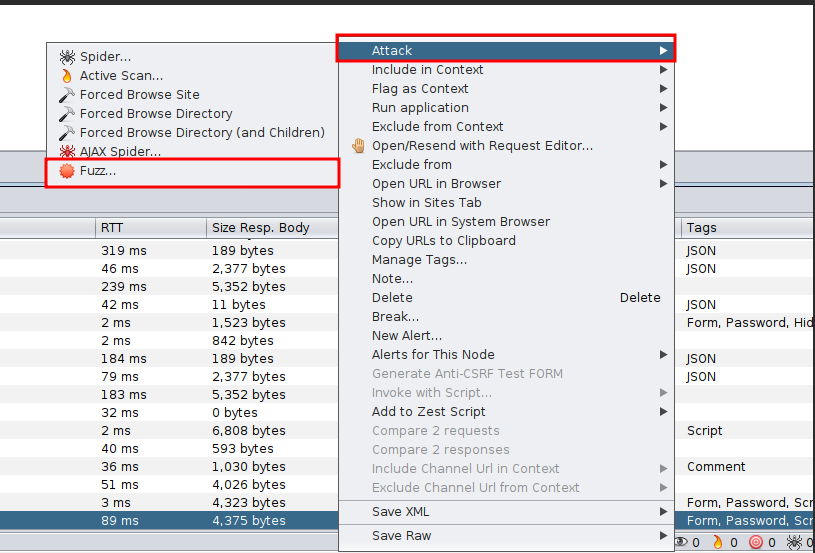 Spider...
Active Scan...
Forced Browse Site
Forced Browse Directory
Forced Browse Directory (and Children)
AJAX Spider...
Fuzz...
Attack
Include in Context
Flag as Context
Run application
Exclude from Context
Open/Resend with Request Editor...
Exclude from
Open URL in Browser
Show in Sites Tab
Open URL in System Browser
Copy URLs to Clipboard
Manage Tags...
Note...
Delete Delete
Break...
New Alert...
Alerts for This Node
Generate Anti-CSRF Test FORM
Invoke with Script...
Add to Zest Script
Compare 2 requests
Compare 2 responses
Include Channel Url in Context
Exclude Channel Url from Context
Save XML
Save Raw
RTT Size Resp. Body Tags
319 ms 189 bytes JSON
46 ms 2,377 bytes JSON
239 ms 5,352 bytes
42 ms 11 bytes JSON
2 ms 1,523 bytes Form, Password, Hid
2 ms 842 bytes
184 ms 189 bytes JSON
79 ms 2,377 bytes JSON
183 ms 5,352 bytes
32 ms 0 bytes
2 ms 6,808 bytes Script
40 ms 593 bytes
36 ms 1,030 bytes Comment
51 ms 4,026 bytes
3 ms 4,323 bytes Form, Password, Scr
89 ms 4,375 bytes Form, Password, Scr
0 0 0 0